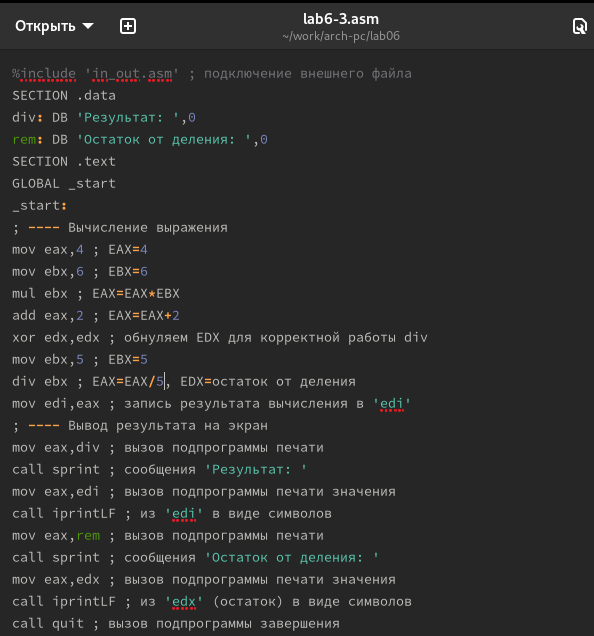 Открыть
lab6-3.asm
~/work/arch-pc/lab06
%include 'in_out.asm' ; подключение внешнего файла
SECTION .data
div: DB 'Результат: ',0
rem: DB 'Остаток от деления: ',0
SECTION .text
GLOBAL _start
_start:
; ---- Вычисление выражения
mov eax,4 ; EAX=4
mov ebx,6 ; EBX=6
mul ebx ; EAX=EAX*EBX
add eax,2 ; EAX=EAX+2
xor edx,edx ; обнуляем EDX для корректной работы div
mov ebx,5 ; EBX=5
div ebx ; EAX=EAX/5, EDX=остаток от деления
mov edi,eax ; запись результата вычисления в 'edi'
; ---- Вывод результата на экран
mov eax,div ; вызов подпрограммы печати
call sprint ; сообщения 'Результат: '
mov eax,edi ; вызов подпрограммы печати значения
call iprintLF ; из 'edi' в виде символов
mov eax,rem ; вызов подпрограммы печати
call sprint ; сообщения 'Остаток от деления: '
mov eax,edx ; вызов подпрограммы печати значения
call iprintLF ; из 'edx' (остаток) в виде символов
call quit ; вызов подпрограммы завершения